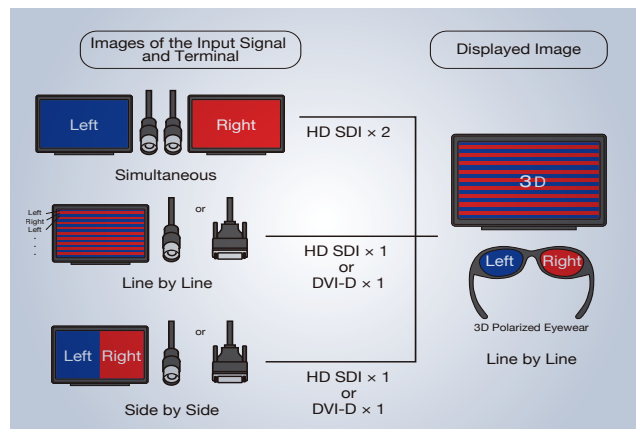 Images of the Input Signal
and Terminal
Displayed Image
Left
Right
HD SDI × 2
Simultaneous
3D
Left
Right
Left
-
-
-
or
HD SDI × 1
or
DVI-D × 1
Line by Line
Left
Right
3D Polarized Eyewear
Line by Line
Left
Right
or
HD SDI × 1
or
DVI-D × 1
Side by Side